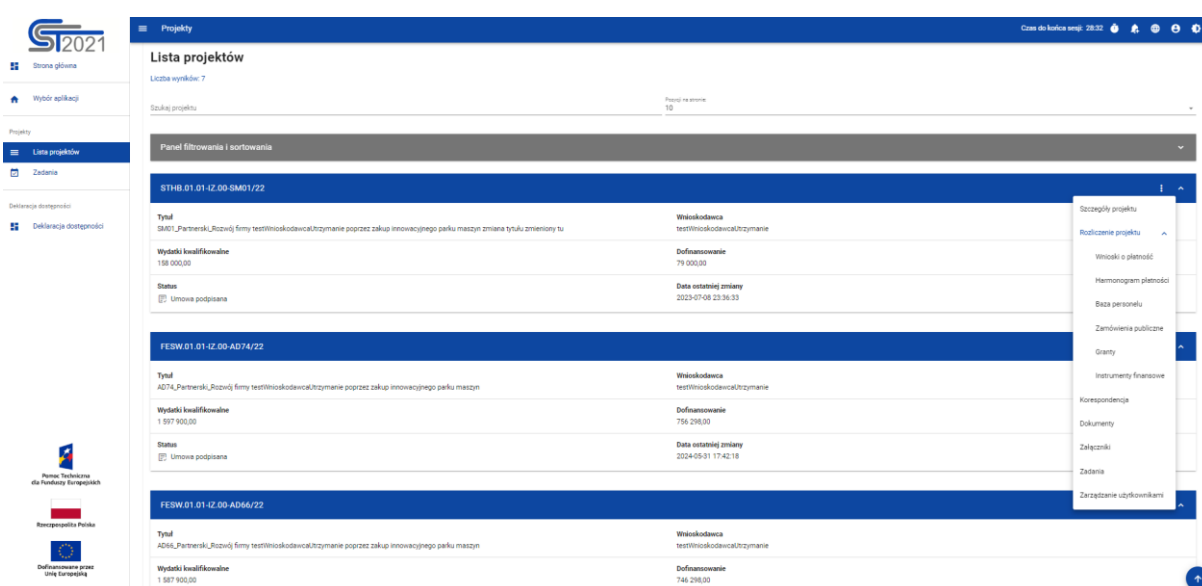 ST2021
Strona główna
Wybór aplikacji
Projekty
Lista projektów
Zadania
Deklaracja dostępności
Deklaracja dostępności
Pomoc Techniczna
dla Funduszy Europejskich
Rzeczpospolita Polska
Dofinansowane przez
Unię Europejską
Projekty
Czas do końca sesji: 28:32
Lista projektów
Liczba wyników: 7
Szukaj projektu
Pozycji na stronie
10
Panel filtrowania i sortowania
STHB.01.01-IZ.00-SM01/22
Tytuł
SM01_Partnerski_Rozwój firmy testWnioskodawcaUtrzymanie poprzez zakup innowacyjnego parku maszyn zmiana tytułu zmieniony tu
Wnioskodawca
testWnioskodawcaUtrzymanie
Wydatki kwalifikowalne
158 000,00
Dofinansowanie
79 000,00
Status
Umowa podpisana
Data ostatniej zmiany
2023-07-08 23:36:33
Szczegóły projektu
Rozliczenie projektu
Wnioski o płatność
Harmonogram płatności
Baza personelu
Zamówienia publiczne
Granty
Instrumenty finansowe
Korespondencja
Dokumenty
Załączniki
Zadania
Zarządzanie użytkownikami
FESW.01.01-IZ.00-AD74/22
Tytuł
AD74_Partnerski_Rozwój firmy testWnioskodawcaUtrzymanie poprzez zakup innowacyjnego parku maszyn
Wnioskodawca
testWnioskodawcaUtrzymanie
Wydatki kwalifikowalne
1 597 900,00
Dofinansowanie
756 298,00
Status
Umowa podpisana
Data ostatniej zmiany
2024-05-31 17:42:18
FESW.01.01-IZ.00-AD66/22
Tytuł
AD66_Partnerski_Rozwój firmy testWnioskodawcaUtrzymanie poprzez zakup innowacyjnego parku maszyn
Wnioskodawca
testWnioskodawcaUtrzymanie
Wydatki kwalifikowalne
1 587 900,00
Dofinansowanie
746 298,00